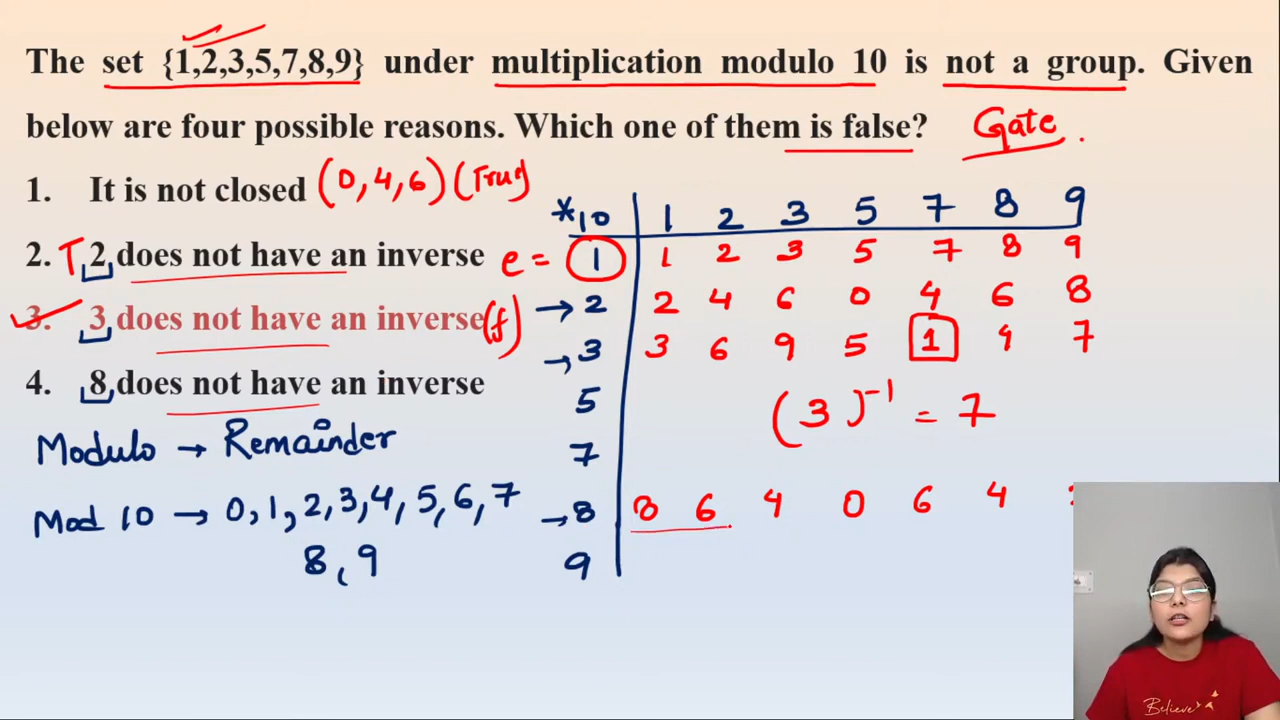 The set {1,2,3,5,7,8,9} under multiplication modulo 10 is not a group. Given
below are four possible reasons. Which one of them is false? Gate.
1. It is not closed (0,4,6) (True)
2. T 2 does not have an inverse
3. 3 does not have an inverse (f)
4. 8 does not have an inverse
Modulo → Remainder
Mod 10 → 0, 1, 2, 3, 4, 5, 6, 7
8, 9
*10 1 2 3 5 7 8 9
e = 1 1 2 3 5 7 8 9
→ 2 2 4 6 0 4 6 8
→ 3 3 6 9 5 1 4 7
5 (3)⁻¹ = 7
7
→ 8 8 6 4 0 6 4
9
Believe